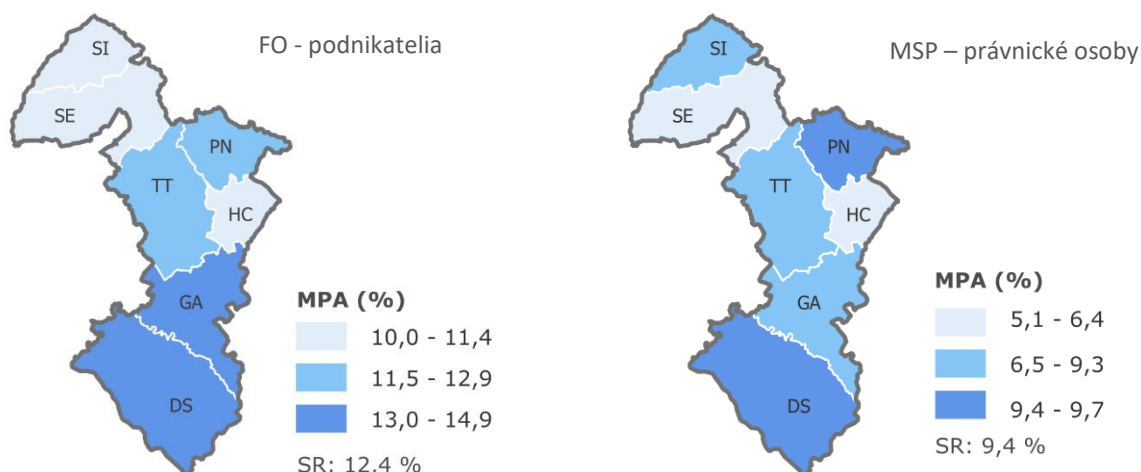 FO - podnikatelia
SI
SE
PN
TT
HC
GA
DS
MPA (%)
10,0 - 11,4
11,5 - 12,9
13,0 - 14,9
SR: 12,4 %
MSP – právnické osoby
SI
SE
PN
TT
HC
GA
DS
MPA (%)
5,1 - 6,4
6,5 - 9,3
9,4 - 9,7
SR: 9,4 %